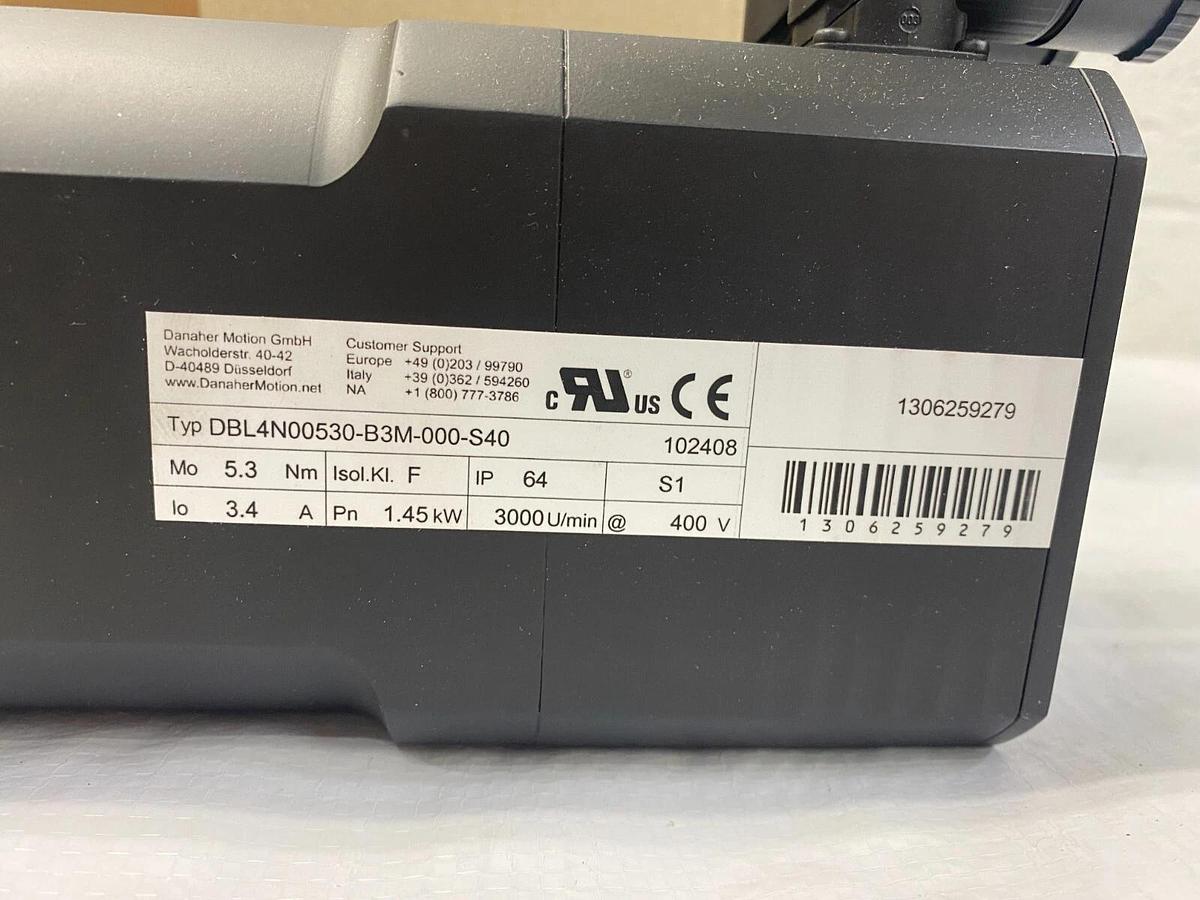 003
Danaher Motion GmbH
Wacholderstr. 40-42
D-40489 Düsseldorf
www.DanaherMotion.net
Customer Support
Europe +49 (0)203 / 99790
Italy +39 (0)362 / 594260
NA +1 (800) 777-3786
c RU ® US CE
Typ DBL4N00530-B3M-000-S40 102408
Mo 5.3 Nm Isol.Kl. F IP 64 S1
Io 3.4 A Pn 1.45 kW 3000 U/min @ 400 V
1306259279
1306259279